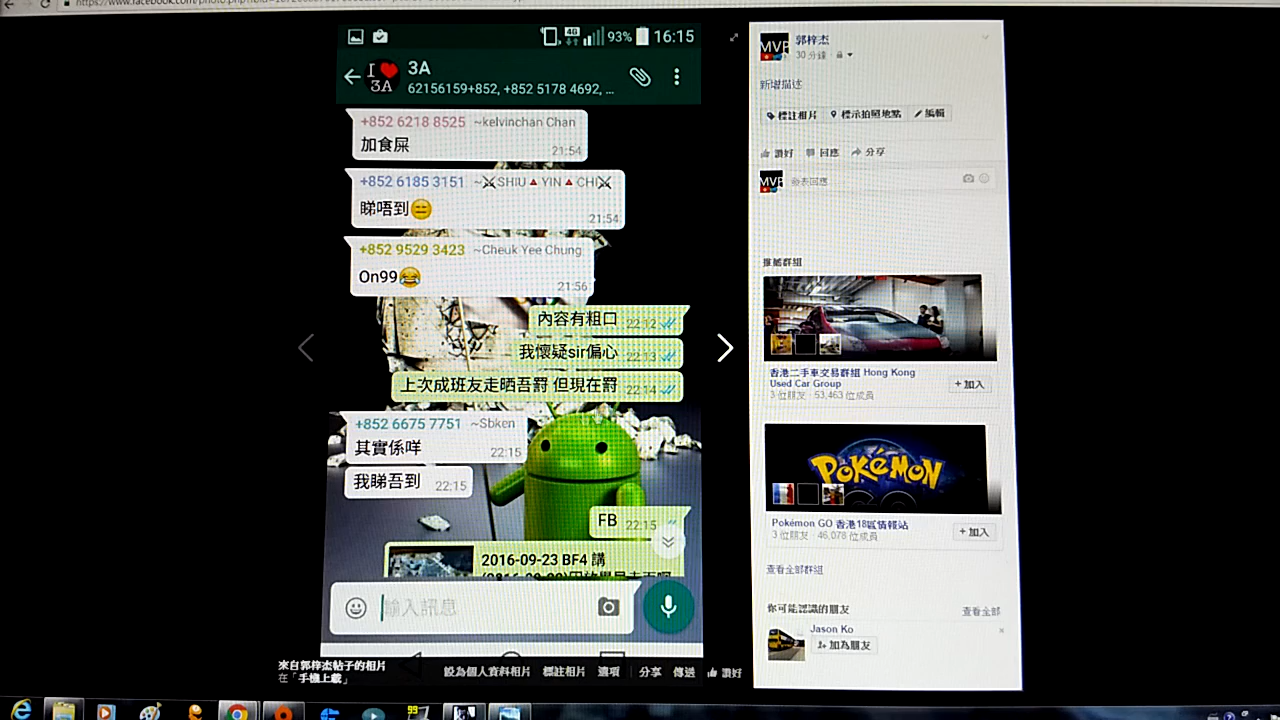 93% 16:15
3A
62156159+852, +852 5178 4692, ...
I ❤ 3A
+852 6218 8525 ~kelvinchan Chan
加食屎
21:54
+852 6185 3151 ~⚔SHIU🔺YIN🔺CHI⚔
睇唔到😑
21:54
+852 9529 3423 ~Cheuk Yee Chung
On99😂
21:56
內容有粗口 22:12
我懷疑sir偏心 22:13
上次成班友走晒吾罰 但現在罰 22:14
+852 6675 7751 ~Sbken
其實係咩 22:15
我睇吾到 22:15
FB 22:15
2016-09-23 BF4 講
輸入訊息
來自郭梓杰帖子的相片
在「手機上載」
設為個人資料相片 標註相片 選項 分享 傳送 讚好
MVP
郭梓杰
30 分鐘
新增描述
標註相片 標示拍照地點 編輯
讚好 回應 分享
MVP
發表回應
推薦群組
香港二手車交易群組 Hong Kong
Used Car Group
3 位朋友 · 53,463 位成員
+ 加入
POKéMON
GO
Pokémon GO 香港18區情報站
3 位朋友 · 46,078 位成員
+ 加入
查看全部群組
你可能認識的朋友 查看全部
Jason Ko
加為朋友
99